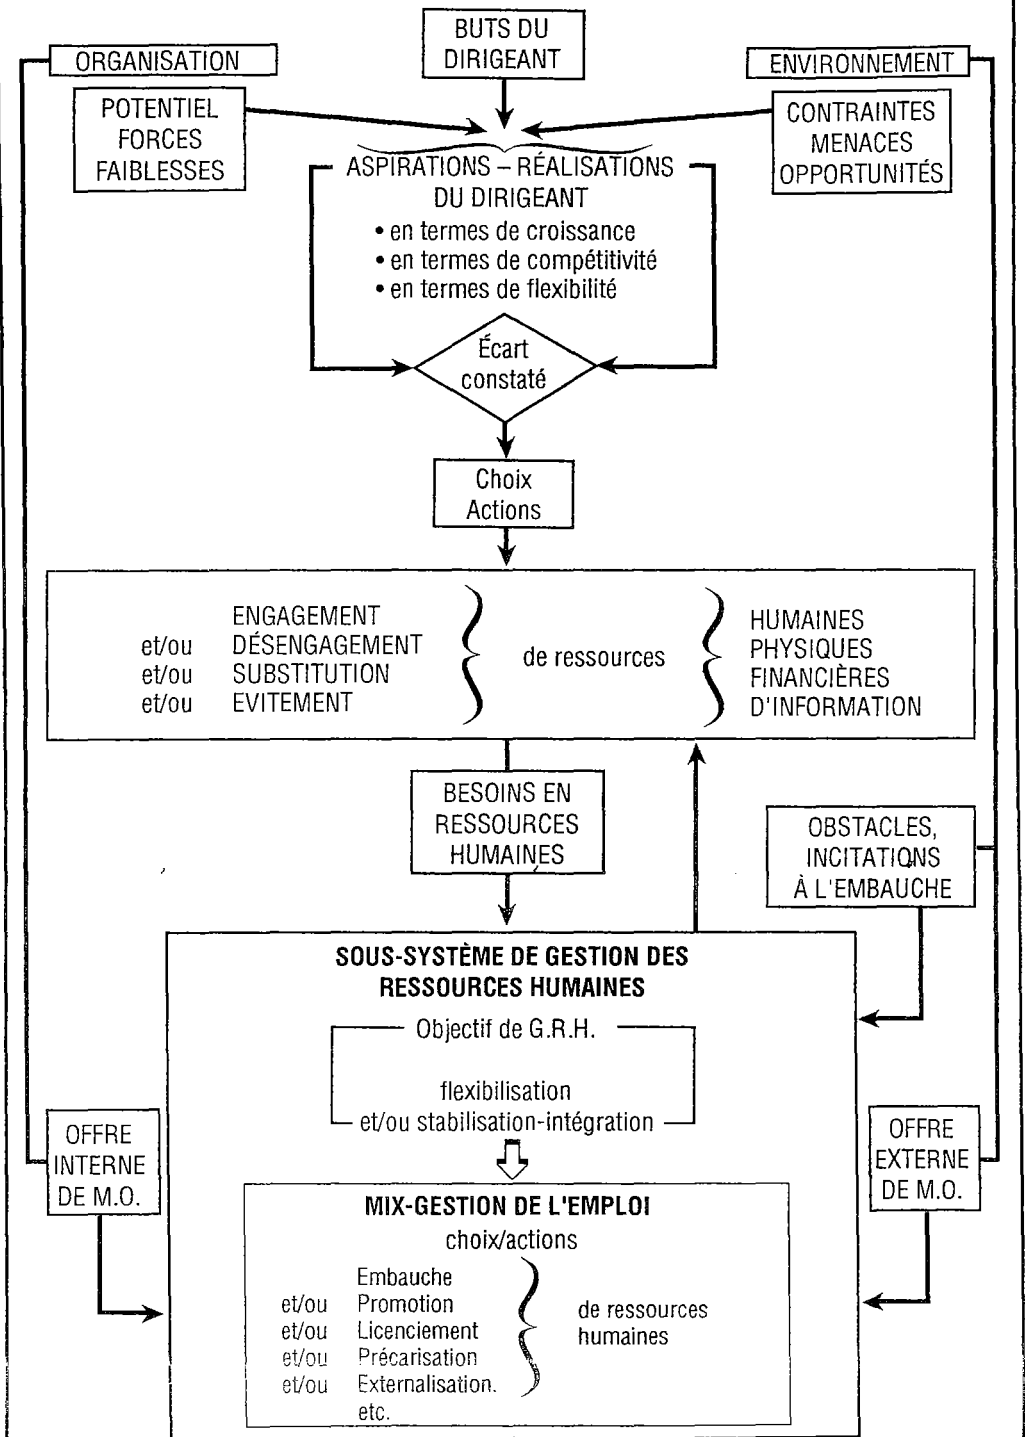 BUTS DU
DIRIGEANT
ORGANISATION
ENVIRONNEMENT
POTENTIEL
FORCES
FAIBLESSES
CONTRAINTES
MENACES
OPPORTUNITÉS
ASPIRATIONS – RÉALISATIONS
DU DIRIGEANT
• en termes de croissance
• en termes de compétitivité
• en termes de flexibilité
Écart
constaté
Choix
Actions
ENGAGEMENT
et/ou DÉSENGAGEMENT
et/ou SUBSTITUTION
et/ou EVITEMENT
de ressources
HUMAINES
PHYSIQUES
FINANCIÈRES
D'INFORMATION
BESOINS EN
RESSOURCES
HUMAINES
OBSTACLES,
INCITATIONS
À L'EMBAUCHE
SOUS-SYSTÈME DE GESTION DES
RESSOURCES HUMAINES
Objectif de G.R.H.
flexibilisation
et/ou stabilisation-intégration
OFFRE
INTERNE
DE M.O.
OFFRE
EXTERNE
DE M.O.
MIX-GESTION DE L'EMPLOI
choix/actions
Embauche
et/ou Promotion
et/ou Licenciement
et/ou Précarisation
et/ou Externalisation.
etc.
de ressources
humaines